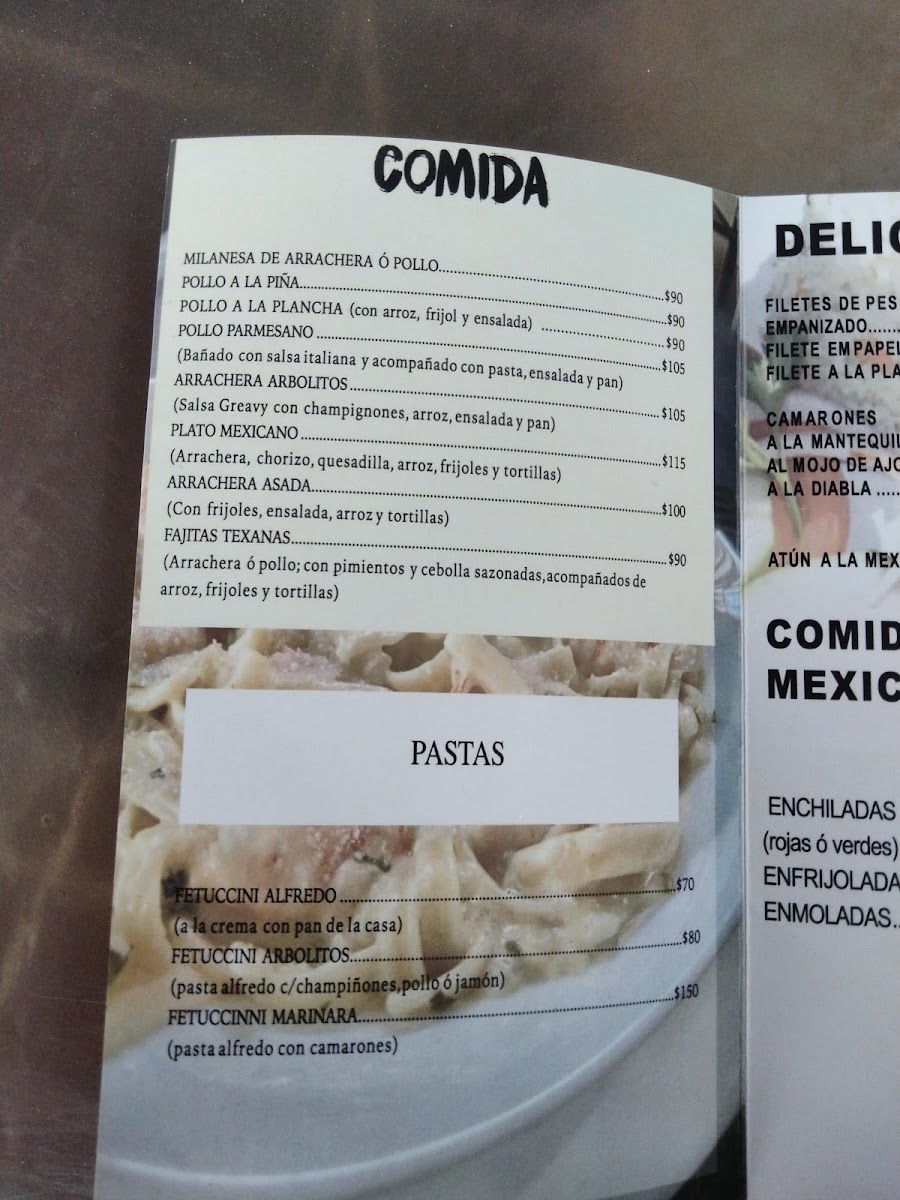 COMIDA
MILANESA DE ARRACHERA Ó POLLO...$90
POLLO A LA PIÑA...$90
POLLO A LA PLANCHA (con arroz, frijol y ensalada) ...$90
POLLO PARMESANO ...$105
(Bañado con salsa italiana y acompañado con pasta, ensalada y pan)
ARRACHERA ARBOLITOS...$105
(Salsa Greavy con champignones, arroz, ensalada y pan)
PLATO MEXICANO ...$115
(Arrachera, chorizo, quesadilla, arroz, frijoles y tortillas)
ARRACHERA ASADA...$100
(Con frijoles, ensalada, arroz y tortillas)
FAJITAS TEXANAS...$90
(Arrachera ó pollo; con pimientos y cebolla sazonadas, acompañados de
arroz, frijoles y tortillas)
PASTAS
FETUCCINI ALFREDO ...$70
(a la crema con pan de la casa)
FETUCCINI ARBOLITOS...$80
(pasta alfredo c/champiñones, pollo ó jamón)
FETUCCINNI MARINARA...$150
(pasta alfredo con camarones)
DELIC
FILETES DE PES
EMPANIZADO...
FILETE EMPAPEL
FILETE A LA PLA
CAMARONES
A LA MANTEQUIL
AL MOJO DE AJO
A LA DIABLA ...
ATÚN A LA MEX
COMID
MEXIC
ENCHILADAS
(rojas ó verdes)
ENFRIJOLADA
ENMOLADAS..